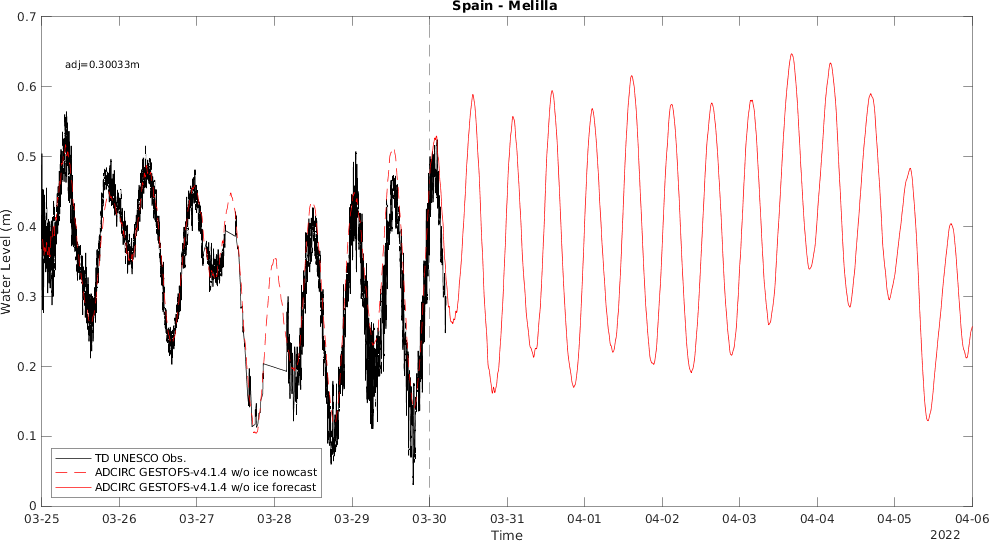 Spain - Melilla
adj=0.30033m
Water Level (m)
0.7
0.6
0.5
0.4
0.3
0.2
0.1
0
TD UNESCO Obs.
ADCIRC GESTOFS-v4.1.4 w/o ice nowcast
ADCIRC GESTOFS-v4.1.4 w/o ice forecast
03-25 03-26 03-27 03-28 03-29 03-30 03-31 04-01 04-02 04-03 04-04 04-05 04-06
Time
2022